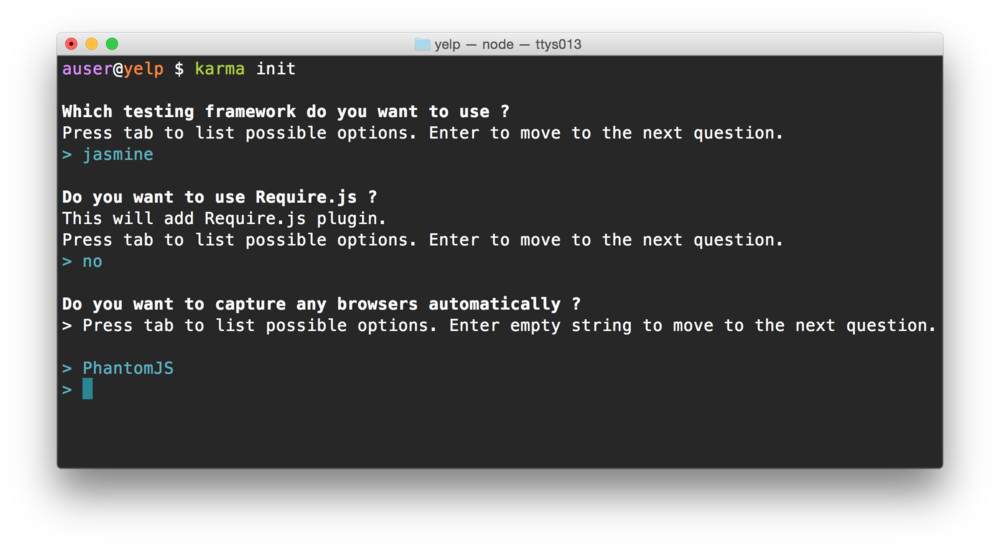 yelp — node — ttys013
auser@yelp $ karma init
Which testing framework do you want to use ?
Press tab to list possible options. Enter to move to the next question.
> jasmine
Do you want to use Require.js ?
This will add Require.js plugin.
Press tab to list possible options. Enter to move to the next question.
> no
Do you want to capture any browsers automatically ?
> Press tab to list possible options. Enter empty string to move to the next question.
> PhantomJS
>